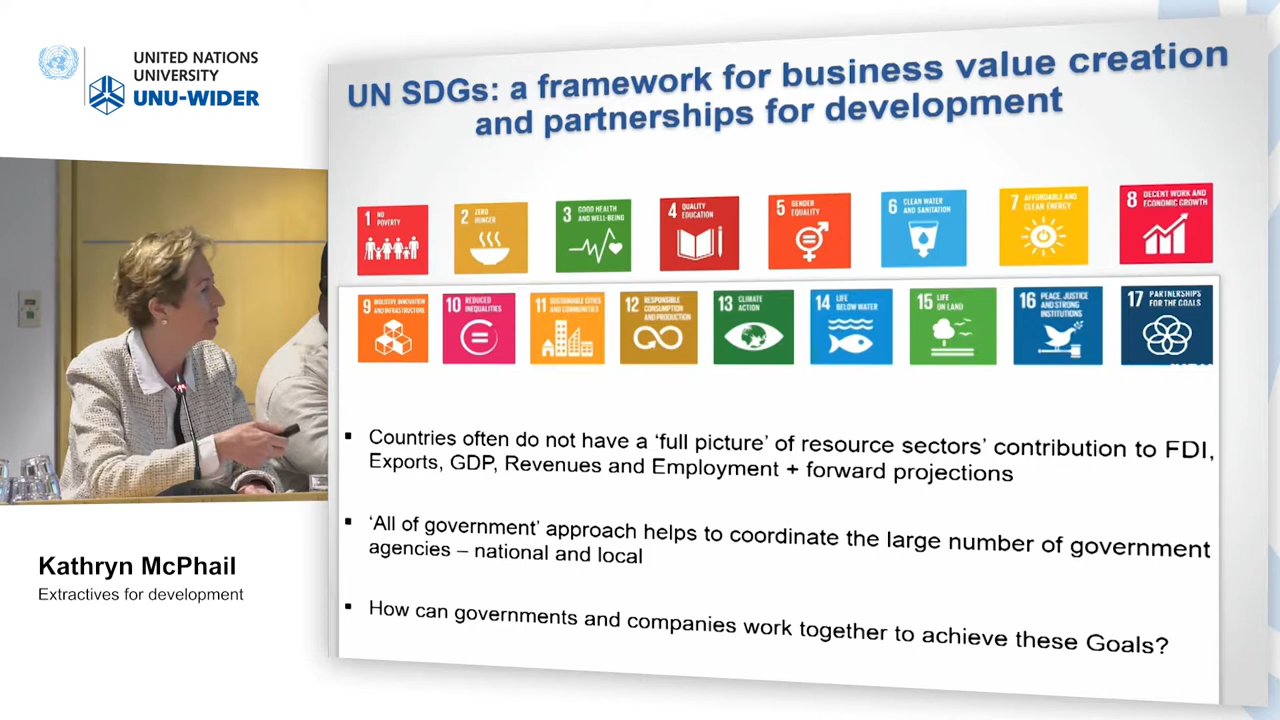 UNITED NATIONS
UNIVERSITY
UNU-WIDER
UN SDGs: a framework for business value creation
and partnerships for development
1 NO
POVERTY
2 ZERO
HUNGER
3 GOOD HEALTH
AND WELL-BEING
4 QUALITY
EDUCATION
5 GENDER
EQUALITY
6 CLEAN WATER
AND SANITATION
7 AFFORDABLE AND
CLEAN ENERGY
8 DECENT WORK AND
ECONOMIC GROWTH
9 INDUSTRY, INNOVATION
AND INFRASTRUCTURE
10 REDUCED
INEQUALITIES
11 SUSTAINABLE CITIES
AND COMMUNITIES
12 RESPONSIBLE
CONSUMPTION
AND PRODUCTION
13 CLIMATE
ACTION
14 LIFE
BELOW WATER
15 LIFE
ON LAND
16 PEACE, JUSTICE
AND STRONG
INSTITUTIONS
17 PARTNERSHIPS
FOR THE GOALS
▪ Countries often do not have a ‘full picture’ of resource sectors’ contribution to FDI,
Exports, GDP, Revenues and Employment + forward projections
▪ ‘All of government’ approach helps to coordinate the large number of government
agencies – national and local
▪ How can governments and companies work together to achieve these Goals?
Kathryn McPhail
Extractives for development